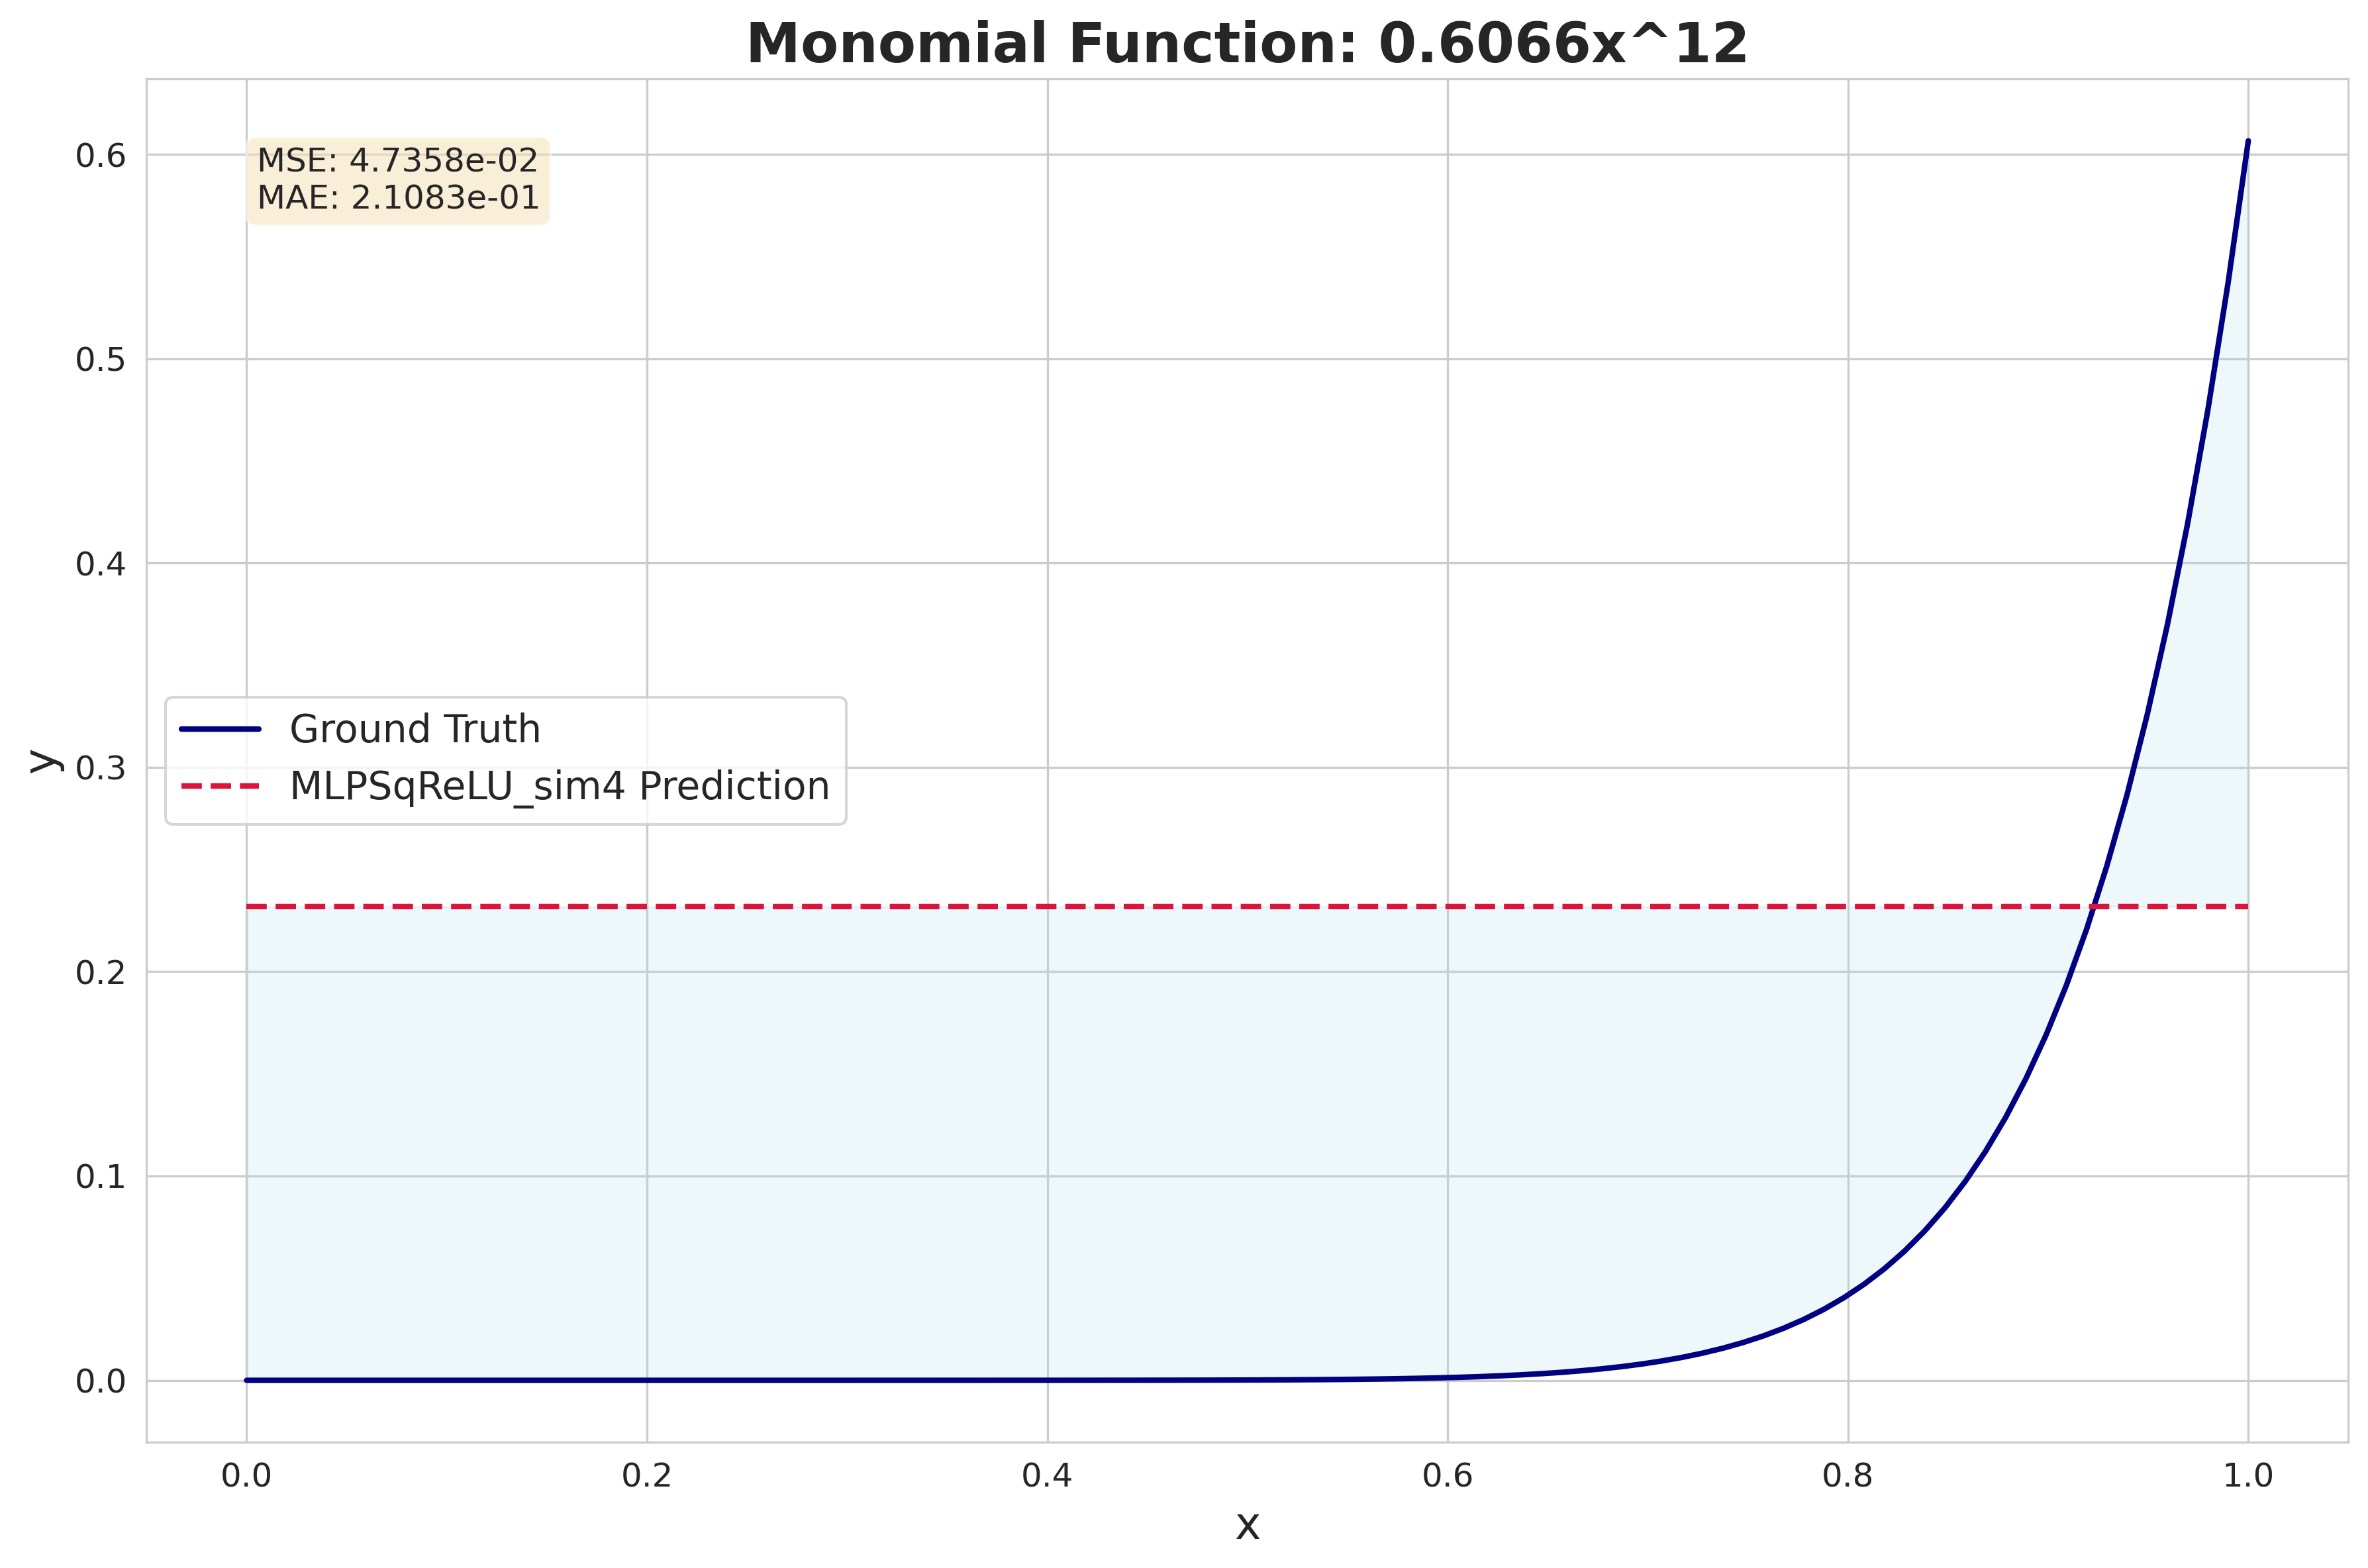 Monomial Function: 0.6066x^12
MSE: 4.7358e-02
MAE: 2.1083e-01
0.6
0.5
0.4
0.3
0.2
0.1
0.0
y
Ground Truth
MLPSqReLU_sim4 Prediction
0.0 0.2 0.4 0.6 0.8 1.0
x